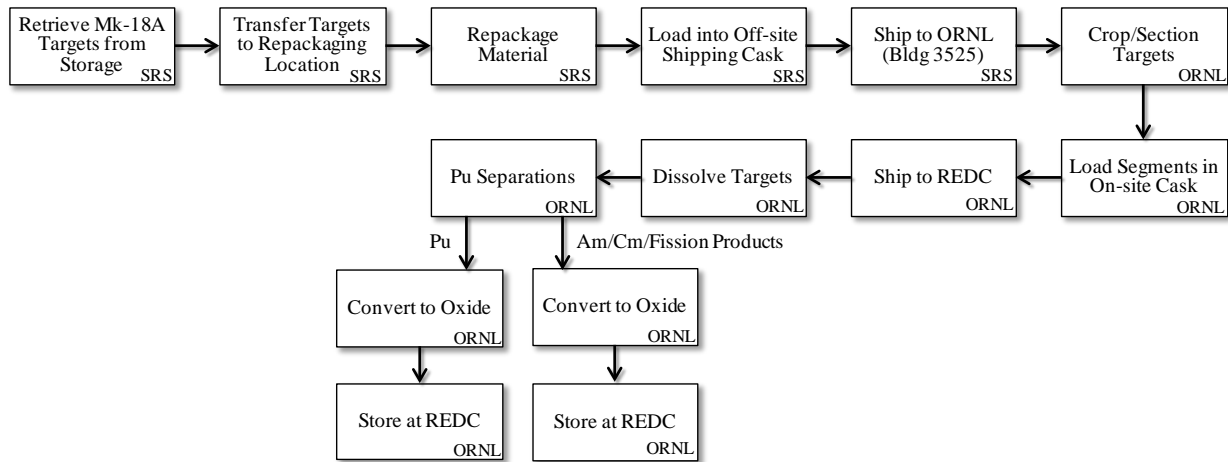 Retrieve Mk-18A
Targets from
Storage
SRS
Transfer Targets
to Repackaging
Location
SRS
Repackage
Material
SRS
Load into Off-site
Shipping Cask
SRS
Ship to ORNL
(Bldg 3525)
SRS
Crop/Section
Targets
ORNL
Load Segments in
On-site Cask
ORNL
Ship to REDC
ORNL
Dissolve Targets
ORNL
Pu Separations
ORNL
Pu
Am/Cm/Fission Products
Convert to Oxide
ORNL
Convert to Oxide
ORNL
Store at REDC
ORNL
Store at REDC
ORNL